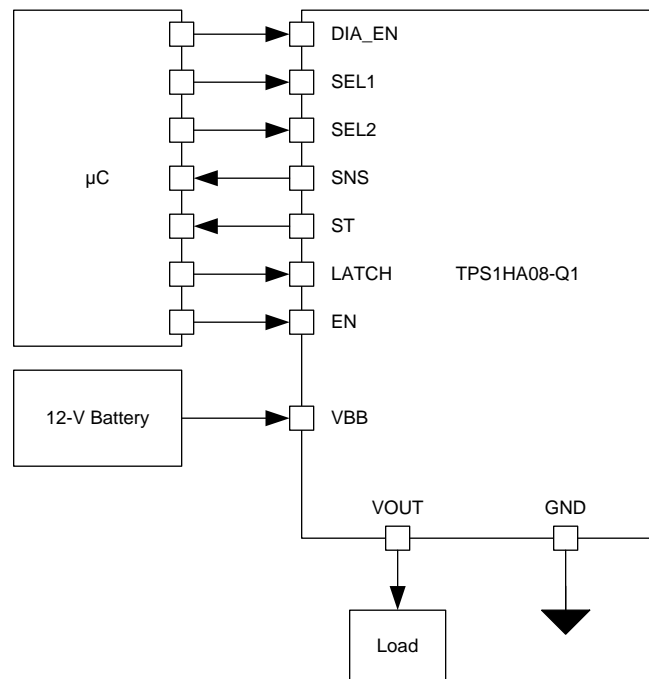 DIA_EN
SEL1
SEL2
µC
SNS
ST
LATCH TPS1HA08-Q1
EN
12-V Battery
VBB
VOUT GND
Load